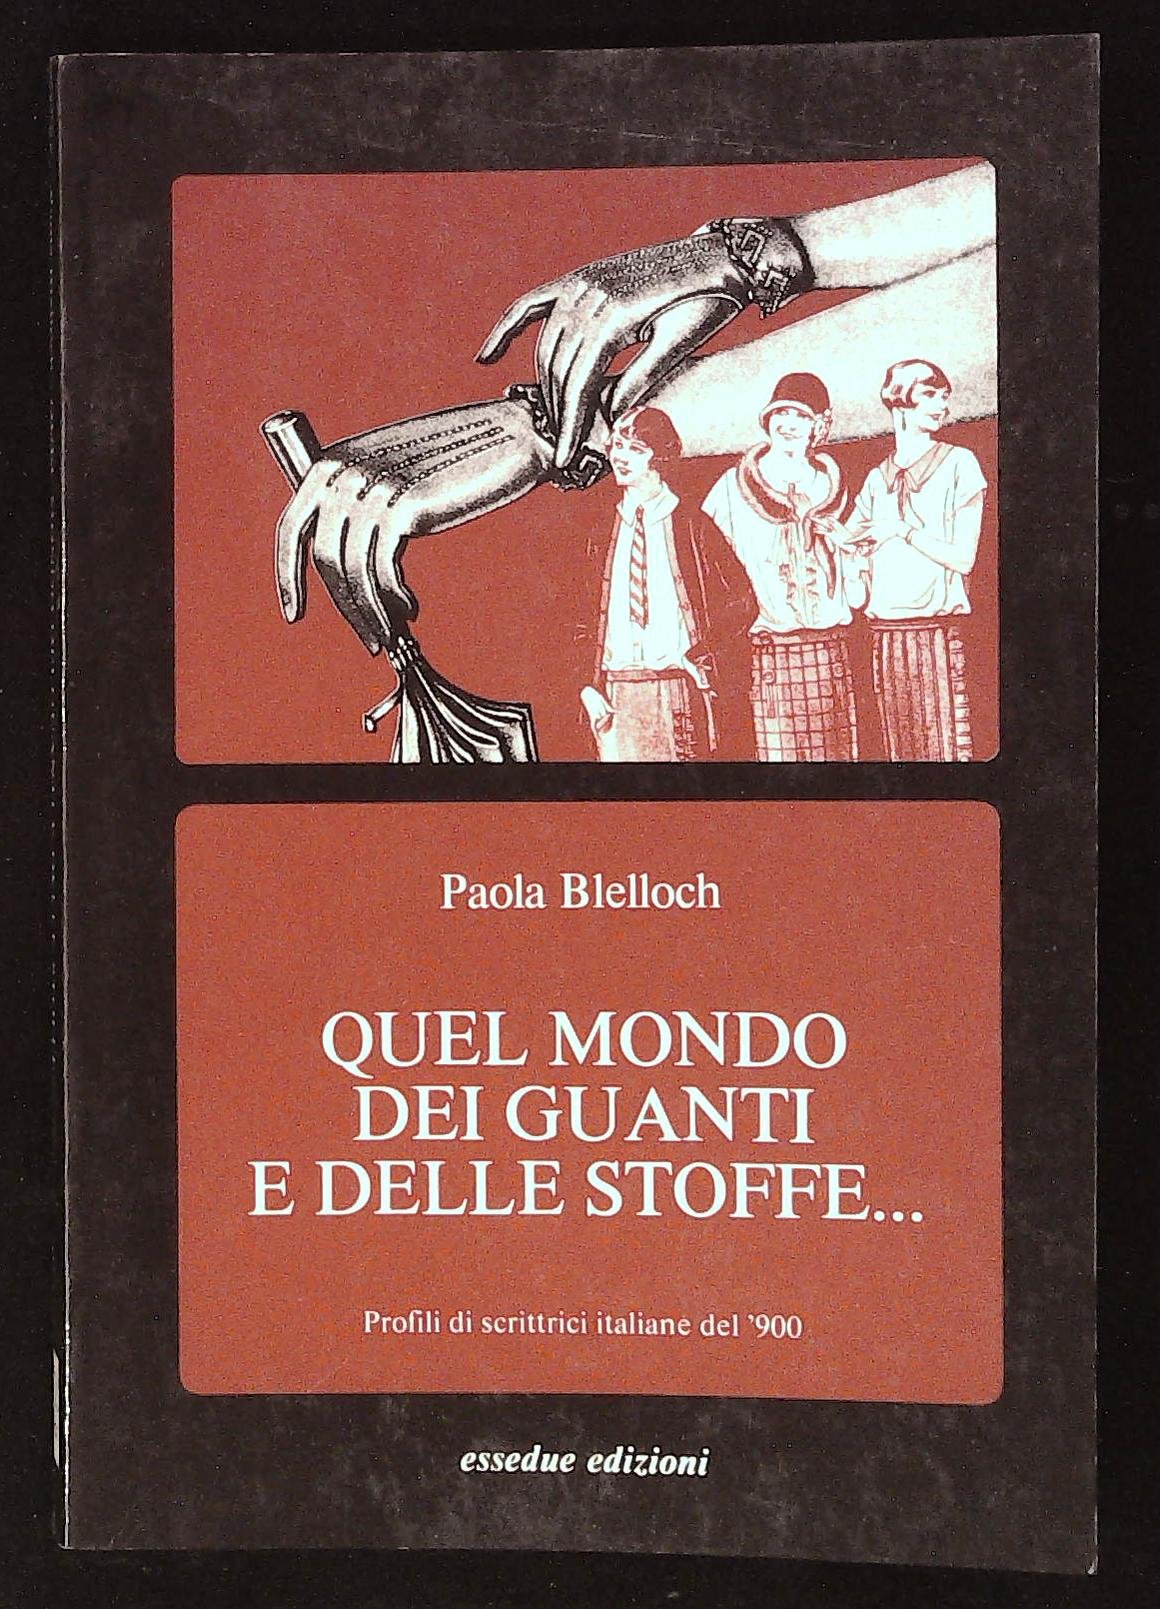 Paola Blelloch
QUEL MONDO
DEI GUANTI
E DELLE STOFFE...
Profili di scrittrici italiane del '900
essedue edizioni